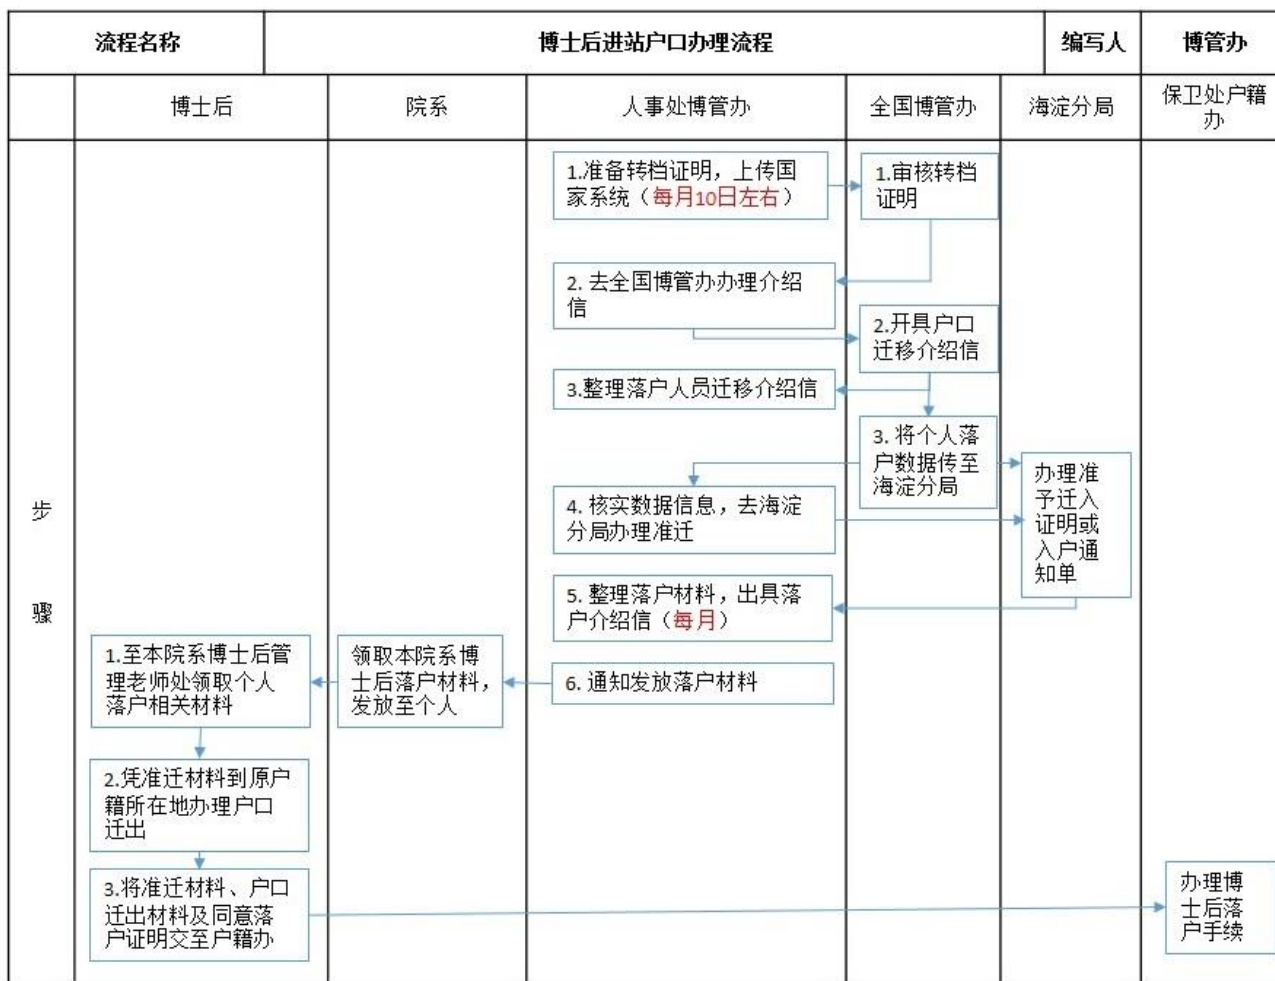 流程名称
博士后进站户口办理流程
编写人
博管办
博士后
院系
人事处博管办
全国博管办
海淀分局
保卫处户籍
办
步
骤
1.准备转档证明，上传国
家系统（每月10日左右）
1.审核转档
证明
2. 去全国博管办办理介绍
信
2.开具户口
迁移介绍信
3.整理落户人员迁移介绍信
3. 将个人落
户数据传至
海淀分局
办理准
予迁入
证明或
入户通
知单
4. 核实数据信息，去海淀
分局办理准迁
5. 整理落户材料，出具落
户介绍信（每月）
6. 通知发放落户材料
领取本院系博
士后落户材料，
发放至个人
1.至本院系博士后管
理老师处领取个人
落户相关材料
2.凭准迁材料到原户
籍所在地办理户口
迁出
3.将准迁材料、户口
迁出材料及同意落
户证明交至户籍办
办理博
士后落
户手续